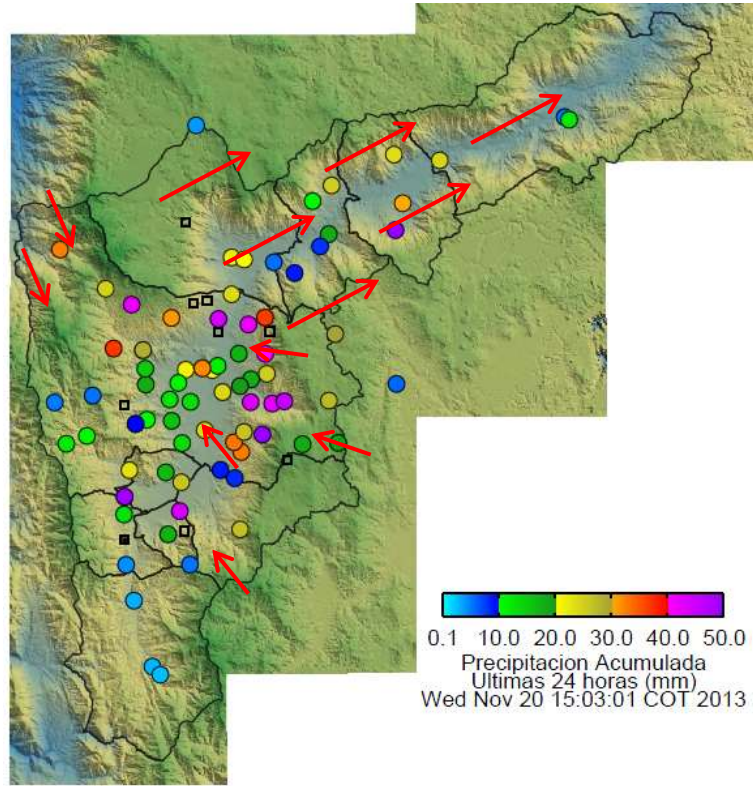 0.1 10.0 20.0 30.0 40.0 50.0
Precipitacion Acumulada
Ultimas 24 horas (mm)
Wed Nov 20 15:03:01 COT 2013